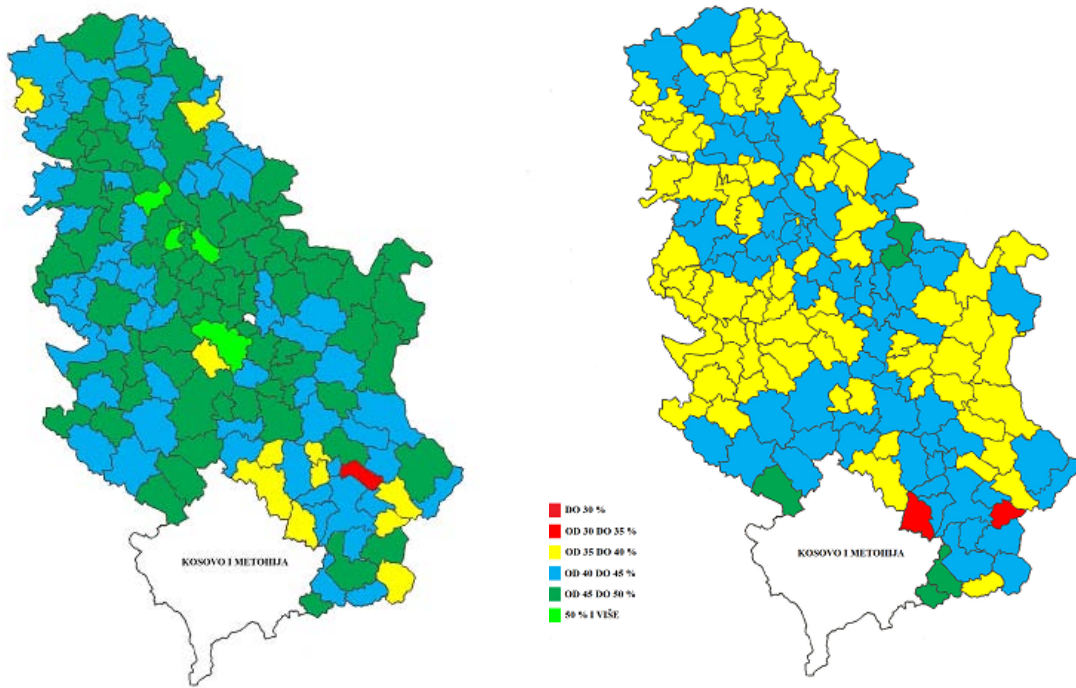 KOSOVO I METOHIJA
DO 30 %
OD 30 DO 35 %
OD 35 DO 40 %
OD 40 DO 45 %
OD 45 DO 50 %
50 % I VIŠE
KOSOVO I METOHIJA